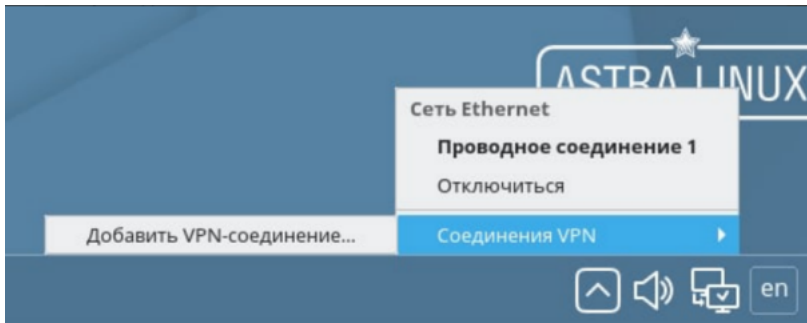 ASTRA LINUX
Сеть Ethernet
Проводное соединение 1
Отключиться
Добавить VPN-соединение...
Соединения VPN
en